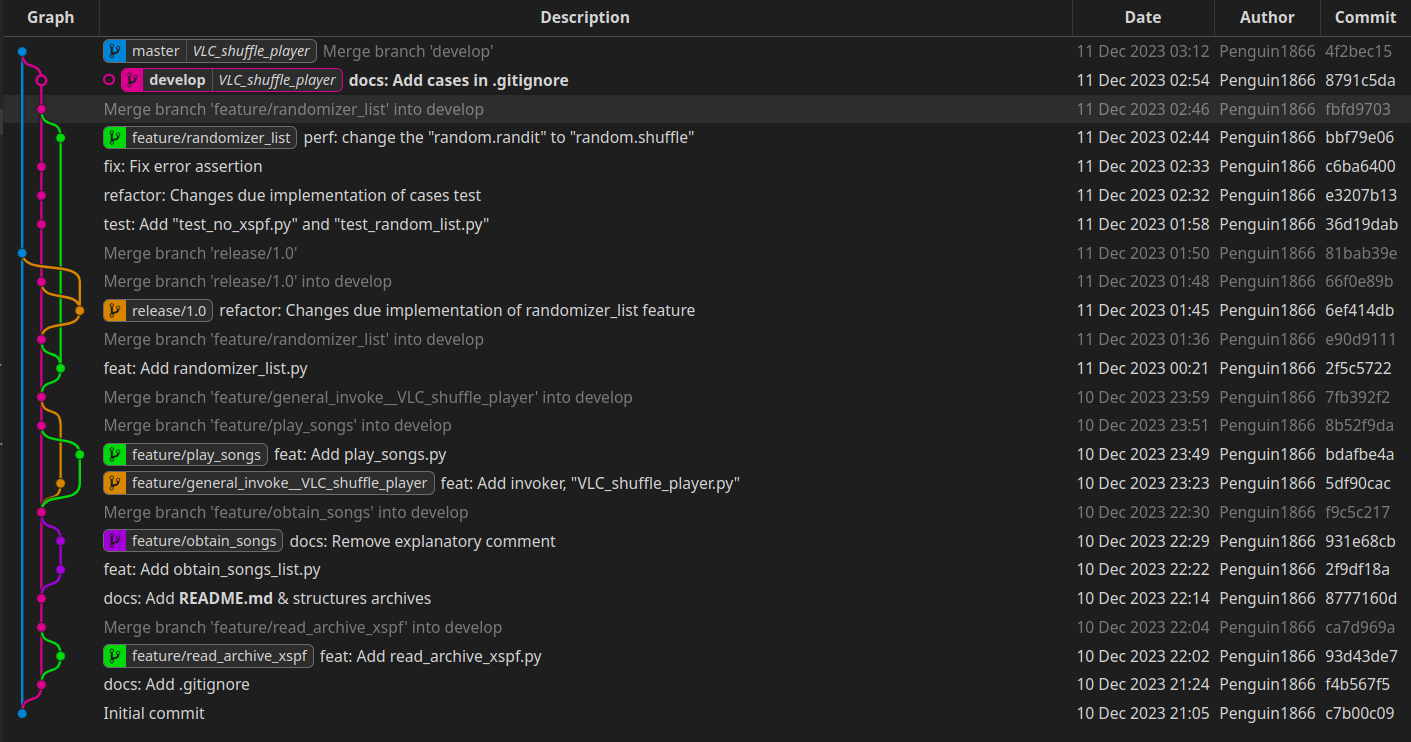 Graph Description Date Author Commit
master VLC_shuffle_player Merge branch 'develop' 11 Dec 2023 03:12 Penguin1866 4f2bec15
develop VLC_shuffle_player docs: Add cases in .gitignore 11 Dec 2023 02:54 Penguin1866 8791c5da
Merge branch 'feature/randomizer_list' into develop 11 Dec 2023 02:46 Penguin1866 fbfd9703
feature/randomizer_list perf: change the "random.randit" to "random.shuffle" 11 Dec 2023 02:44 Penguin1866 bbf79e06
fix: Fix error assertion 11 Dec 2023 02:33 Penguin1866 c6ba6400
refactor: Changes due implementation of cases test 11 Dec 2023 02:32 Penguin1866 e3207b13
test: Add "test_no_xspf.py" and "test_random_list.py" 11 Dec 2023 01:58 Penguin1866 36d19dab
Merge branch 'release/1.0' 11 Dec 2023 01:50 Penguin1866 81bab39e
Merge branch 'release/1.0' into develop 11 Dec 2023 01:48 Penguin1866 66f0e89b
release/1.0 refactor: Changes due implementation of randomizer_list feature 11 Dec 2023 01:45 Penguin1866 6ef414db
Merge branch 'feature/randomizer_list' into develop 11 Dec 2023 01:36 Penguin1866 e90d9111
feat: Add randomizer_list.py 11 Dec 2023 00:21 Penguin1866 2f5c5722
Merge branch 'feature/general_invoke__VLC_shuffle_player' into develop 10 Dec 2023 23:59 Penguin1866 7fb392f2
Merge branch 'feature/play_songs' into develop 10 Dec 2023 23:51 Penguin1866 8b52f9da
feature/play_songs feat: Add play_songs.py 10 Dec 2023 23:49 Penguin1866 bdafbe4a
feature/general_invoke__VLC_shuffle_player feat: Add invoker, "VLC_shuffle_player.py" 10 Dec 2023 23:23 Penguin1866 5df90cac
Merge branch 'feature/obtain_songs' into develop 10 Dec 2023 22:30 Penguin1866 f9c5c217
feature/obtain_songs docs: Remove explanatory comment 10 Dec 2023 22:29 Penguin1866 931e68cb
feat: Add obtain_songs_list.py 10 Dec 2023 22:22 Penguin1866 2f9df18a
docs: Add README.md & structures archives 10 Dec 2023 22:14 Penguin1866 8777160d
Merge branch 'feature/read_archive_xspf' into develop 10 Dec 2023 22:04 Penguin1866 ca7d969a
feature/read_archive_xspf feat: Add read_archive_xspf.py 10 Dec 2023 22:02 Penguin1866 93d43de7
docs: Add .gitignore 10 Dec 2023 21:24 Penguin1866 f4b567f5
Initial commit 10 Dec 2023 21:05 Penguin1866 c7b00c09